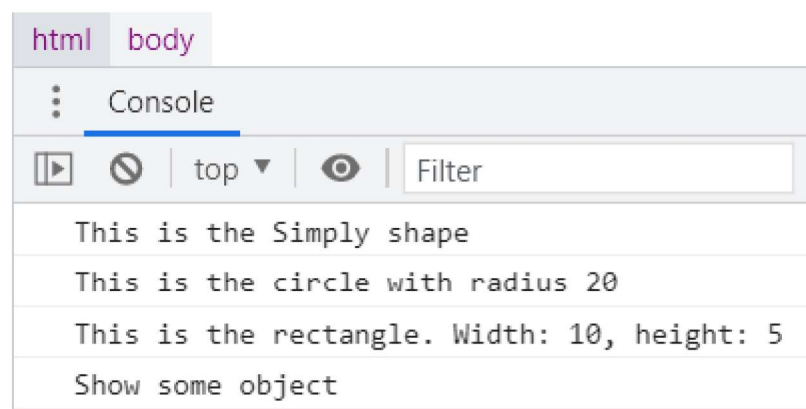 html body
Console
top Filter
This is the Simply shape
This is the circle with radius 20
This is the rectangle. Width: 10, height: 5
Show some object